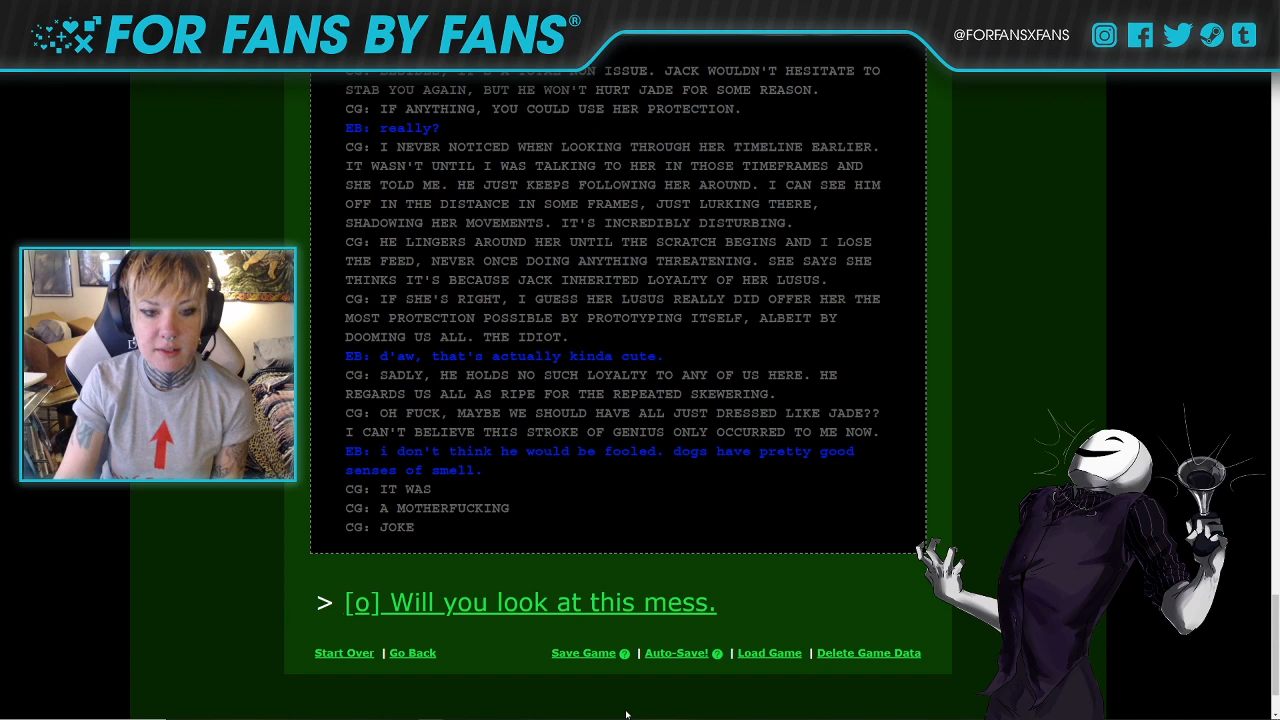 FOR FANS BY FANS®
@FORFANSXFANS
ISSUE. JACK WOULDN'T HESITATE TO
STAB YOU AGAIN, BUT HE WON'T HURT JADE FOR SOME REASON.
CG: IF ANYTHING, YOU COULD USE HER PROTECTION.
EB: really?
CG: I NEVER NOTICED WHEN LOOKING THROUGH HER TIMELINE EARLIER.
IT WASN'T UNTIL I WAS TALKING TO HER IN THOSE TIMEFRAMES AND
SHE TOLD ME. HE JUST KEEPS FOLLOWING HER AROUND. I CAN SEE HIM
OFF IN THE DISTANCE IN SOME FRAMES, JUST LURKING THERE,
SHADOWING HER MOVEMENTS. IT'S INCREDIBLY DISTURBING.
CG: HE LINGERS AROUND HER UNTIL THE SCRATCH BEGINS AND I LOSE
THE FEED, NEVER ONCE DOING ANYTHING THREATENING. SHE SAYS SHE
THINKS IT'S BECAUSE JACK INHERITED LOYALTY OF HER LUSUS.
CG: IF SHE'S RIGHT, I GUESS HER LUSUS REALLY DID OFFER HER THE
MOST PROTECTION POSSIBLE BY PROTOTYPING ITSELF, ALBEIT BY
DOOMING US ALL. THE IDIOT.
EB: d'aw, that's actually kinda cute.
CG: SADLY, HE HOLDS NO SUCH LOYALTY TO ANY OF US HERE. HE
REGARDS US ALL AS RIPE FOR THE REPEATED SKEWERING.
CG: OH FUCK, MAYBE WE SHOULD HAVE ALL JUST DRESSED LIKE JADE??
I CAN'T BELIEVE THIS STROKE OF GENIUS ONLY OCCURRED TO ME NOW.
EB: i don't think he would be fooled. dogs have pretty good
senses of smell.
CG: IT WAS
CG: A MOTHERFUCKING
CG: JOKE
> [o] Will you look at this mess.
Start Over | Go Back
Save Game ? | Auto-Save! ? | Load Game | Delete Game Data